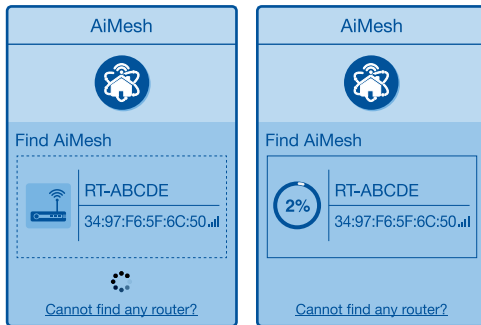 AiMesh
Find AiMesh
RT-ABCDE
34:97:F6:5F:6C:50
Cannot find any router?
AiMesh
Find AiMesh
2%
RT-ABCDE
34:97:F6:5F:6C:50
Cannot find any router?